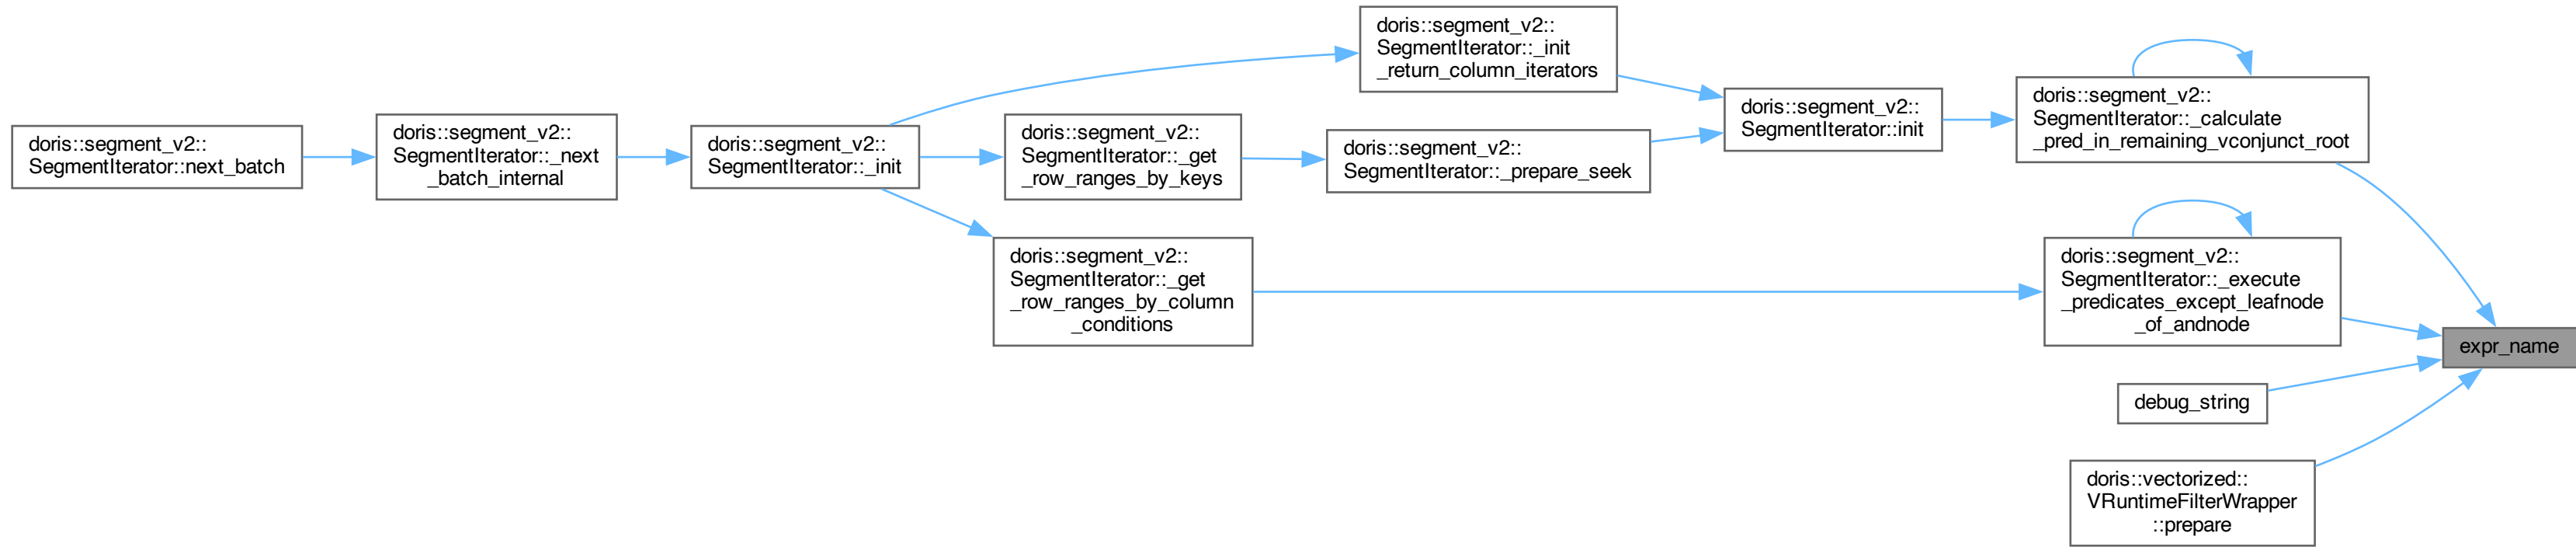 doris::segment_v2::
SegmentIterator::next_batch
doris::segment_v2::
SegmentIterator::_next
_batch_internal
doris::segment_v2::
SegmentIterator::_init
doris::segment_v2::
SegmentIterator::_init
_return_column_iterators
doris::segment_v2::
SegmentIterator::_get
_row_ranges_by_keys
doris::segment_v2::
SegmentIterator::_get
_row_ranges_by_column
_conditions
doris::segment_v2::
SegmentIterator::_prepare_seek
doris::segment_v2::
SegmentIterator::init
doris::segment_v2::
SegmentIterator::_calculate
_pred_in_remaining_vconjunct_root
doris::segment_v2::
SegmentIterator::_execute
_predicates_except_leafnode
_of_andnode
debug_string
doris::vectorized::
VRuntimeFilterWrapper
::prepare
expr_name